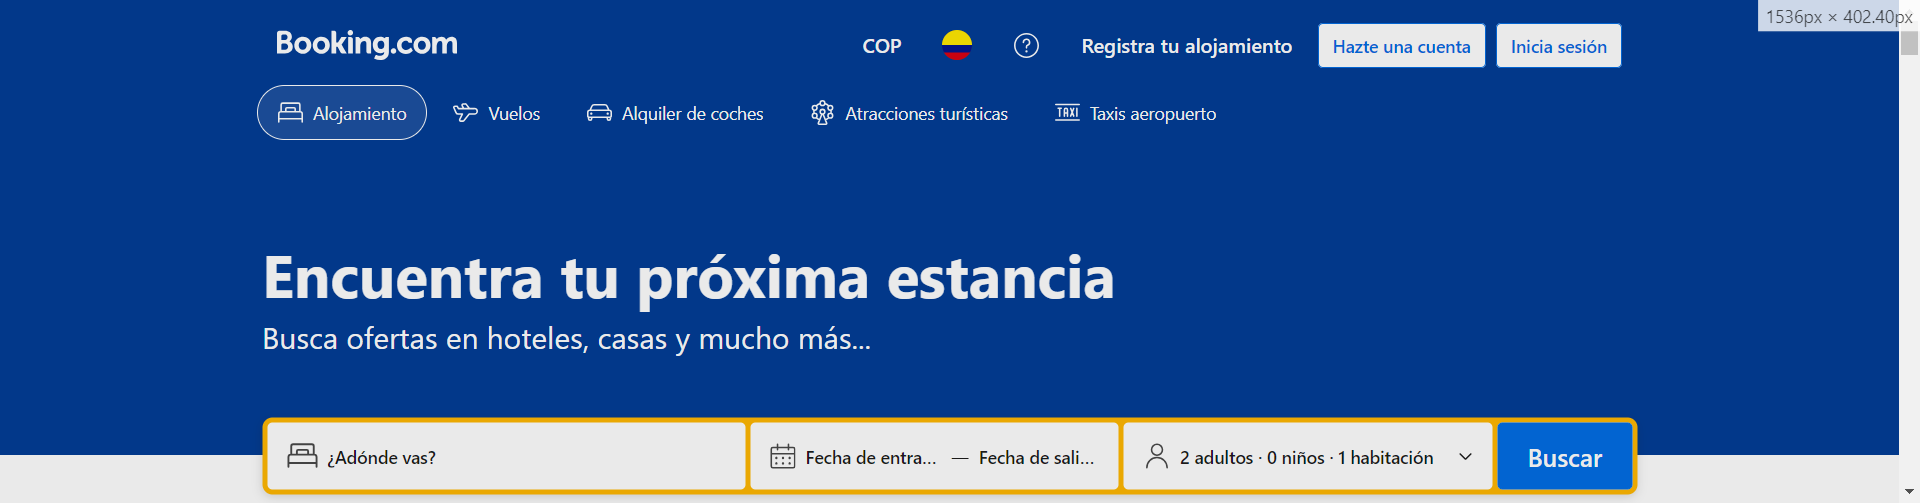 1536px × 402.40px
Booking.com
COP
Registra tu alojamiento
Hazte una cuenta
Inicia sesión
Alojamiento
Vuelos
Alquiler de coches
Atracciones turísticas
TAXI
Taxis aeropuerto
Encuentra tu próxima estancia
Busca ofertas en hoteles, casas y mucho más...
¿Adónde vas?
Fecha de entra... — Fecha de sali...
2 adultos · 0 niños · 1 habitación
Buscar